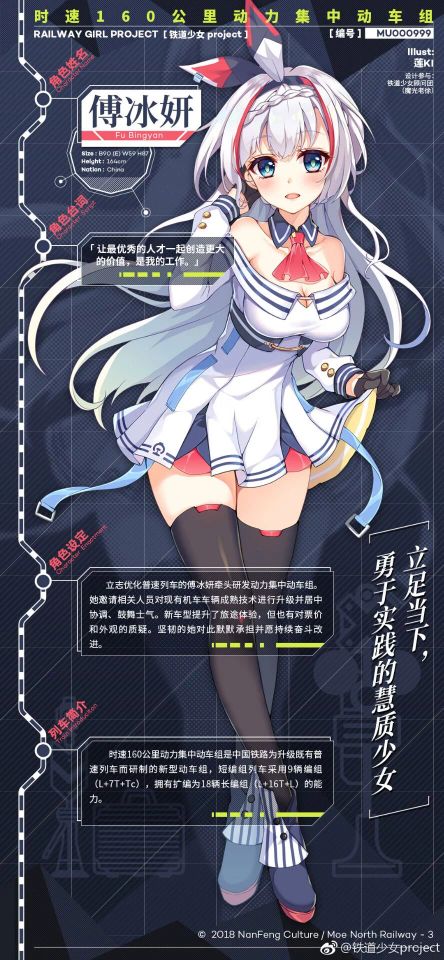 时速160公里动力集中动车组
RAILWAY GIRL PROJECT [ 铁道少女 project ]
[ 编号 ] MU000999
Illust:
莲KI
设计参与:
铁道少女顾问团
(魔光老徐)
角色姓名
Character Name
傅冰妍
Fu Bingyan
Size : B90 (E) W59 H87
Height : 164cm
Nation : China
角色台词
Character Script
「让最优秀的人才一起创造更大
的价值，是我的工作。」
角色设定
立志优化普速列车的傅冰妍牵头研发动力集中动车组。
她邀请相关人员对现有机车车辆成熟技术进行升级并居中
协调、鼓舞士气。新车型提升了旅途体验，但也有对票价
和外观的质疑。坚韧的她对此默默承担并愿持续奋斗改
进。
立足当下，
勇于实践的慧质少女
列车简介
Train Introduction
时速160公里动力集中动车组是中国铁路为升级既有普
速列车而研制的新型动车组，短编组列车采用9辆编组
（L+7T+Tc），拥有扩编为18辆长编组（L+16T+L）的能
力。
© 2018 NanFeng Culture / Moe North Railway - 3
@铁道少女project